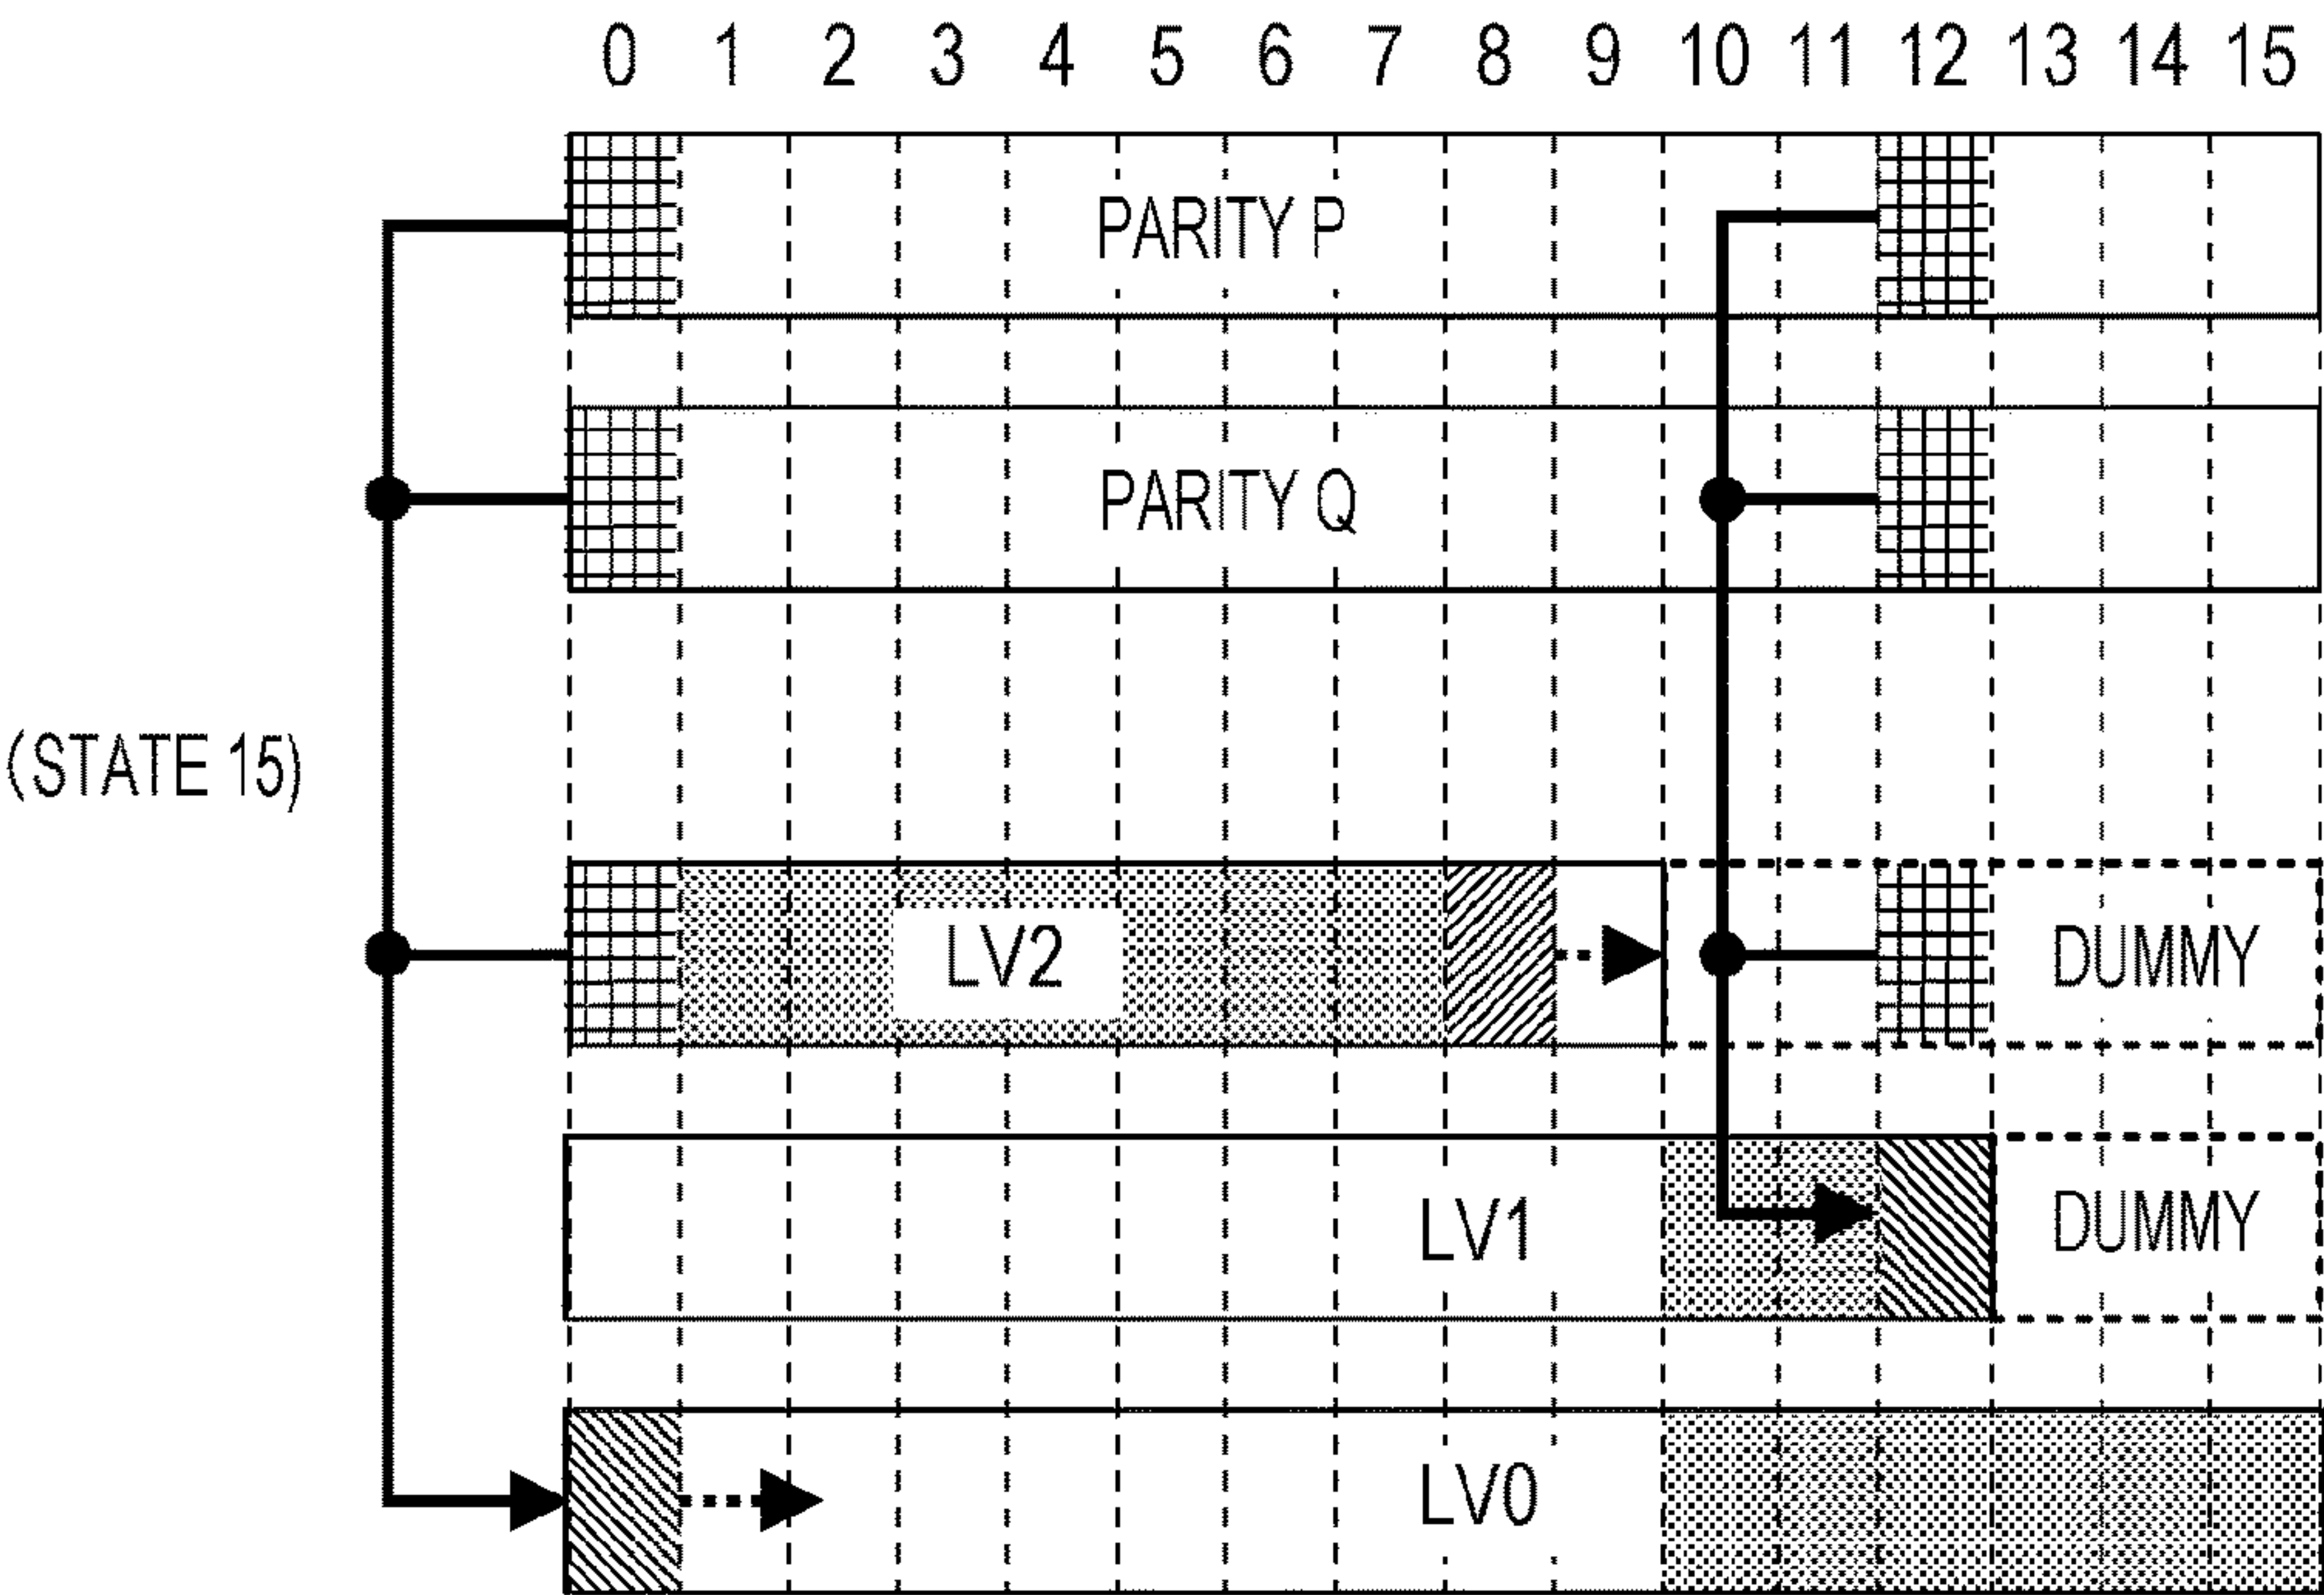 0 1 2 3 4 5 6 7 8 9 10 11 12 13 14 15
PARITY P
PARITY Q
(STATE 15)
LV2 DUMMY
LV1 DUMMY
LV0